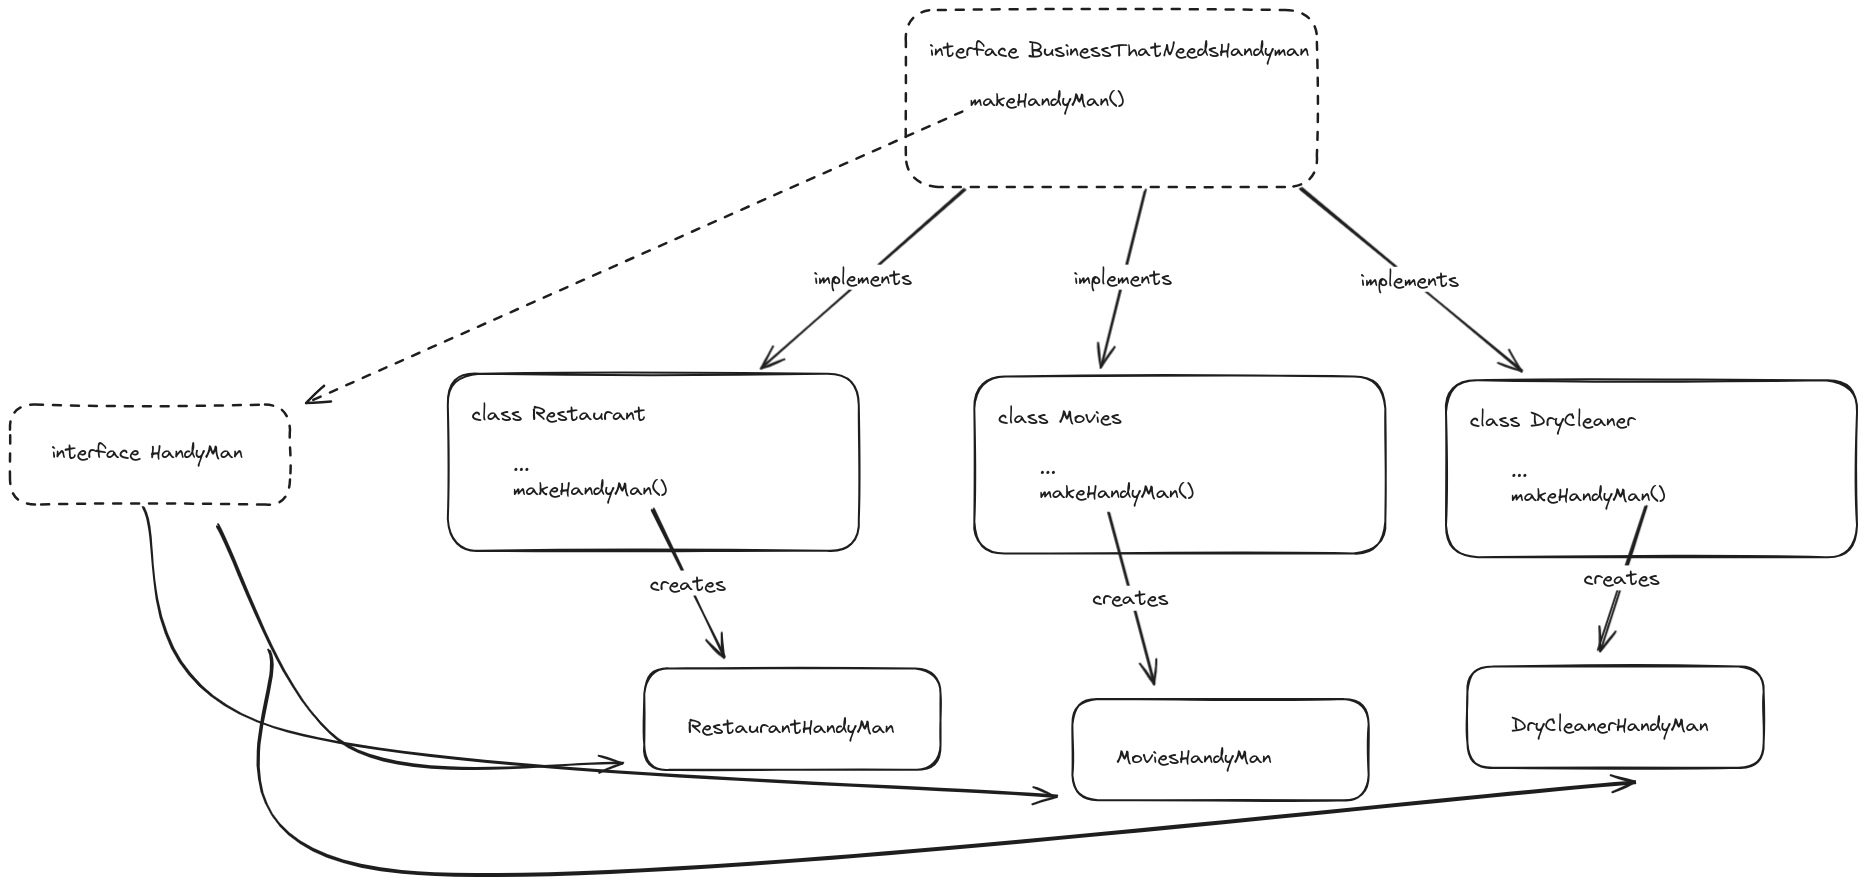 interface BusinessThatNeedsHandyman
makeHandyMan()
implements
implements
implements
interface HandyMan
class Restaurant
...
makeHandyMan()
class Movies
...
makeHandyMan()
class DryCleaner
...
makeHandyMan()
creates
creates
creates
RestaurantHandyMan
MoviesHandyMan
DryCleanerHandyMan